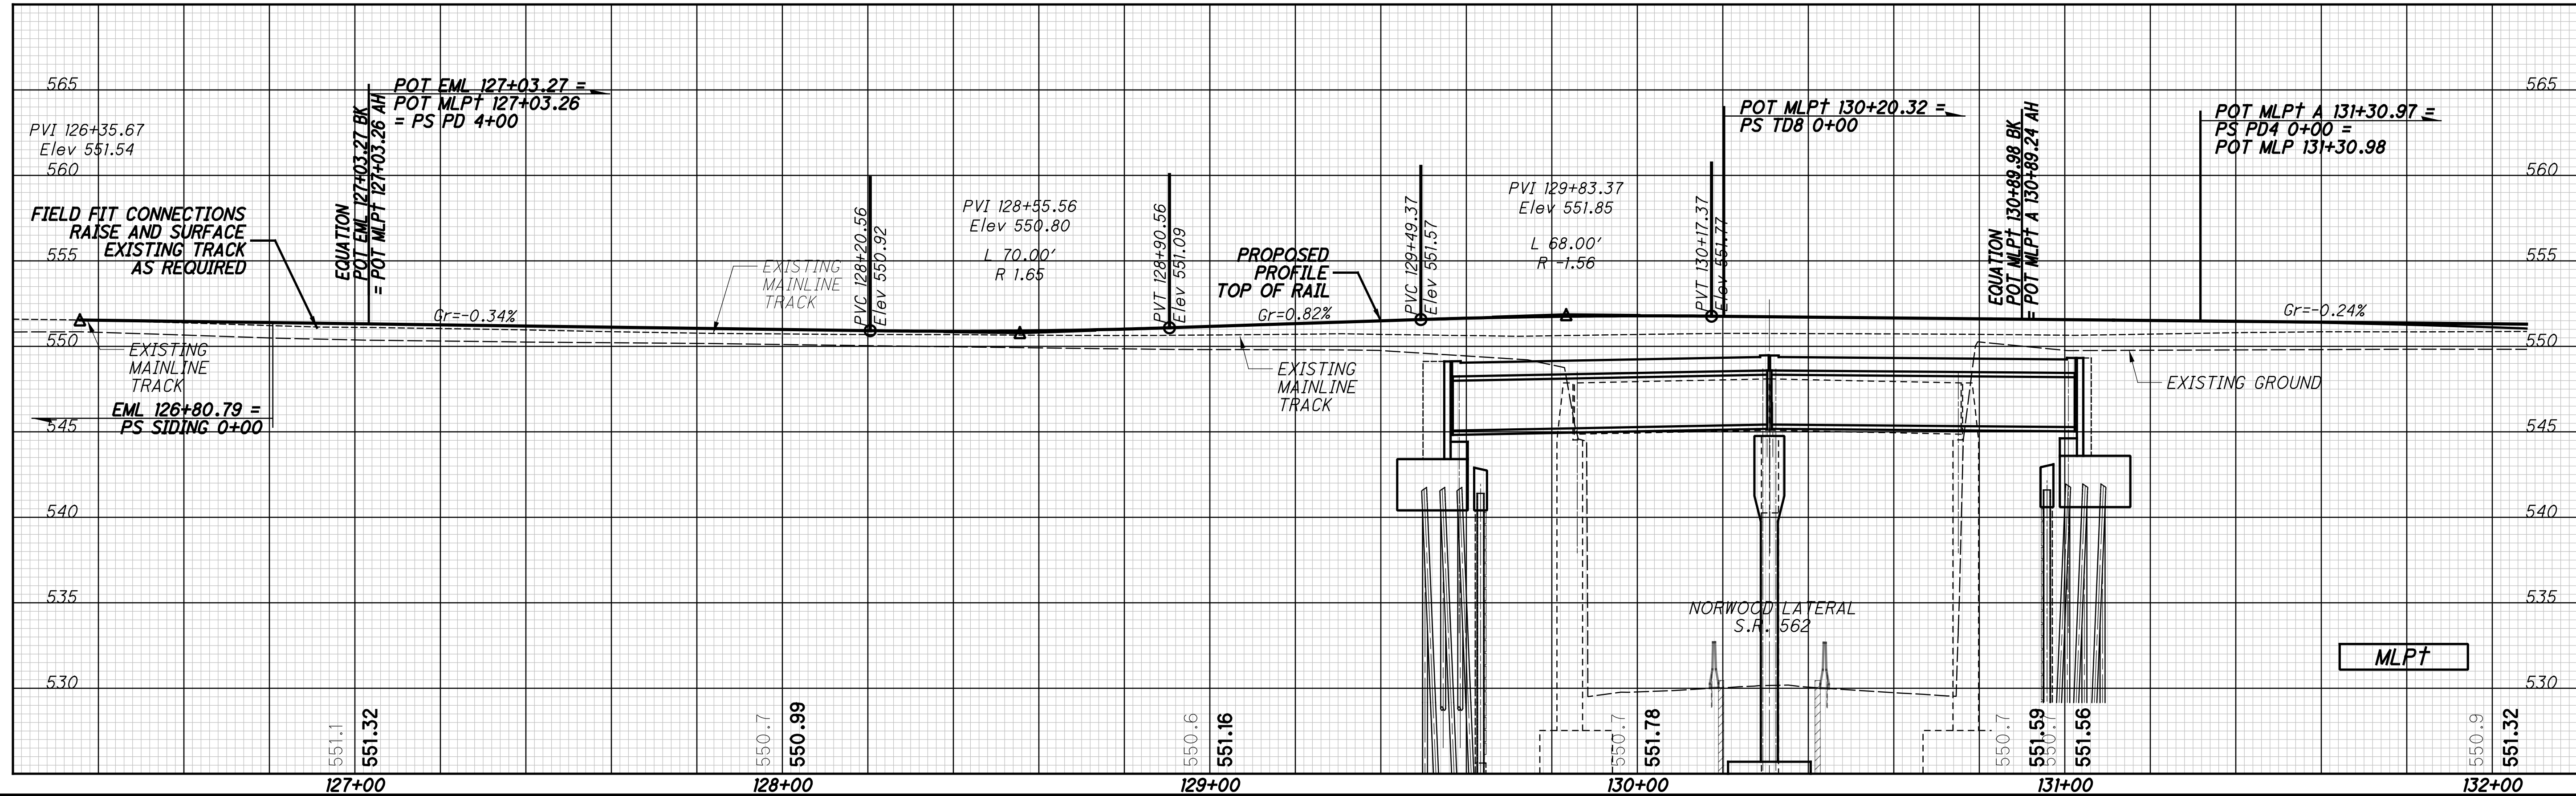 565
560
555
550
545
540
535
530
PVI 126+35.67
Elev 551.54
EQUATION
POT EML 127+03.27 BK
= POT MLP† 127+03.26 AH
POT EML 127+03.27 =
POT MLP† 127+03.26
= PS PD 4+00
FIELD FIT CONNECTIONS
RAISE AND SURFACE
EXISTING TRACK
AS REQUIRED
Gr=-0.34%
EXISTING
MAINLINE
TRACK
EML 126+80.79 =
PS SIDING 0+00
EXISTING
MAINLINE
TRACK
PVC 128+20.56
Elev 550.92
PVI 128+55.56
Elev 550.80
L 70.00'
R 1.65
PVT 128+90.56
Elev 551.09
PROPOSED
PROFILE
TOP OF RAIL
Gr=0.82%
EXISTING
MAINLINE
TRACK
PVC 129+49.37
Elev 551.57
PVI 129+83.37
Elev 551.85
L 68.00'
R -1.56
PVT 130+17.37
Elev 551.77
POT MLP† 130+20.32 =
PS TD8 0+00
EQUATION
POT MLP† 130+89.98 BK
= POT MLP† A 130+89.24 AH
POT MLP† A 131+30.97 =
PS PD4 0+00 =
POT MLP 131+30.98
Gr=-0.24%
EXISTING GROUND
NORWOOD LATERAL
S.R. 562
MLP†
565
560
555
550
545
540
535
530
551.1
551.32
550.7
550.99
550.6
551.16
550.7
551.78
550.7
551.59
550.7
551.56
550.9
551.32
127+00
128+00
129+00
130+00
131+00
132+00